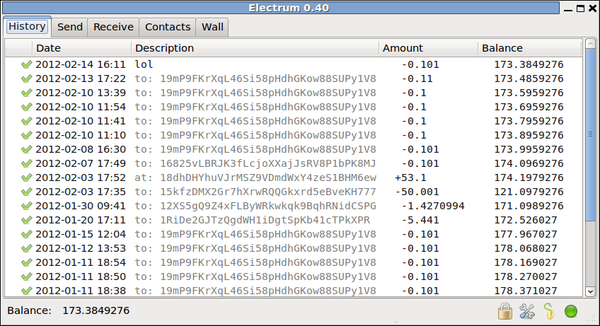 Electrum 0.40
History Send Receive Contacts Wall
Date Description Amount Balance
2012-02-14 16:11 lol -0.101 173.3849276
2012-02-13 17:22 to: 19mP9FKrXqL46Si58pHdhGKow88SUPy1V8 -0.11 173.4859276
2012-02-10 13:39 to: 19mP9FKrXqL46Si58pHdhGKow88SUPy1V8 -0.1 173.5959276
2012-02-10 11:54 to: 19mP9FKrXqL46Si58pHdhGKow88SUPy1V8 -0.1 173.6959276
2012-02-10 11:41 to: 19mP9FKrXqL46Si58pHdhGKow88SUPy1V8 -0.1 173.7959276
2012-02-10 11:10 to: 19mP9FKrXqL46Si58pHdhGKow88SUPy1V8 -0.1 173.8959276
2012-02-08 16:30 to: 19mP9FKrXqL46Si58pHdhGKow88SUPy1V8 -0.101 173.9959276
2012-02-07 17:49 to: 16825vLBRJK3fLcjoXXajJsRV8P1bPK8MJ -0.101 174.0969276
2012-02-03 17:52 at: 18dhDHYhuVJrMSZ9VDmdWxY4zeS1BHM6ew +53.1 174.1979276
2012-02-03 17:35 to: 15kfzDMX2Gr7hXrwRQQGkxrd5eBveKH777 -50.001 121.0979276
2012-01-30 09:41 to: 12XS5gQ9Z4xFLByWRkwkqk9BqhRNidCSPG -1.4270994 171.0989276
2012-01-20 17:11 to: 1RiDe2GJTzQgdWH1iDgtSpKb41cTPkXPR -5.441 172.526027
2012-01-15 12:04 to: 19mP9FKrXqL46Si58pHdhGKow88SUPy1V8 -0.101 177.967027
2012-01-12 13:53 to: 19mP9FKrXqL46Si58pHdhGKow88SUPy1V8 -0.101 178.068027
2012-01-11 18:54 to: 19mP9FKrXqL46Si58pHdhGKow88SUPy1V8 -0.101 178.169027
2012-01-11 18:50 to: 19mP9FKrXqL46Si58pHdhGKow88SUPy1V8 -0.101 178.270027
2012-01-11 18:38 to: 19mP9FKrXqL46Si58pHdhGKow88SUPy1V8 -0.101 178.371027
Balance: 173.3849276